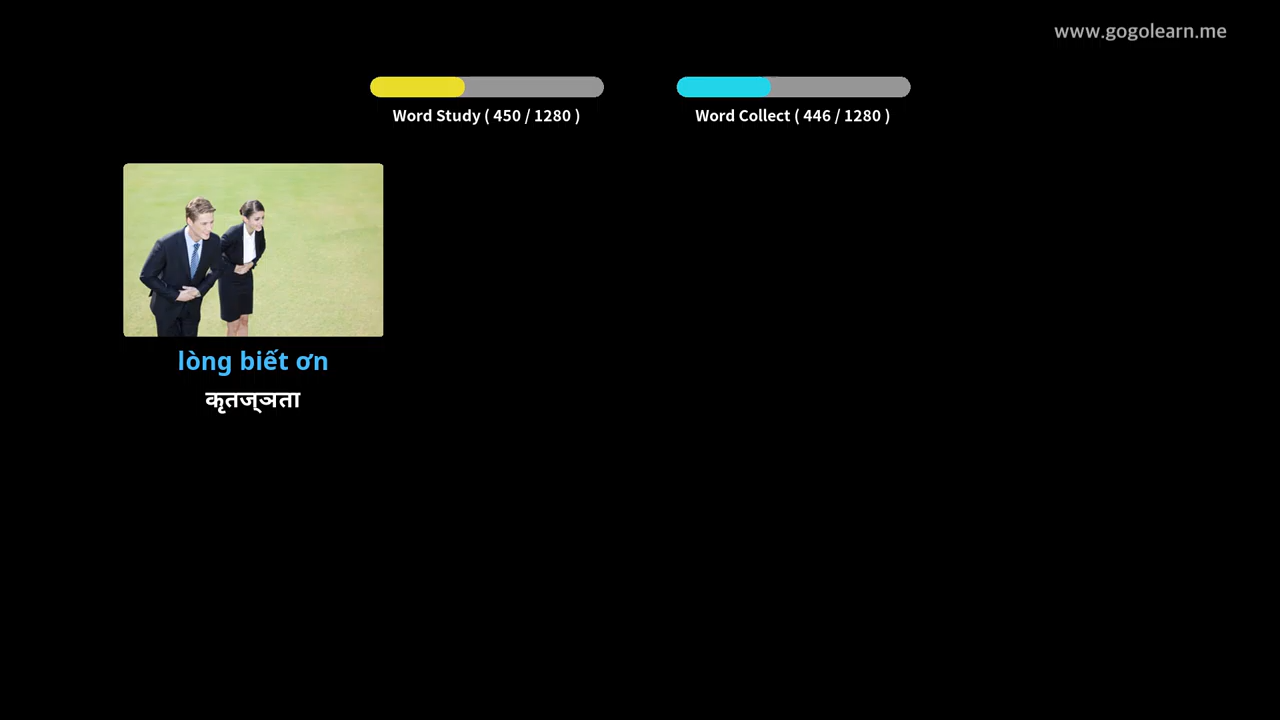 www.gogolearn.me
Word Study ( 450 / 1280 )
Word Collect ( 446 / 1280 )
lòng biết ơn
कृतज्ञता